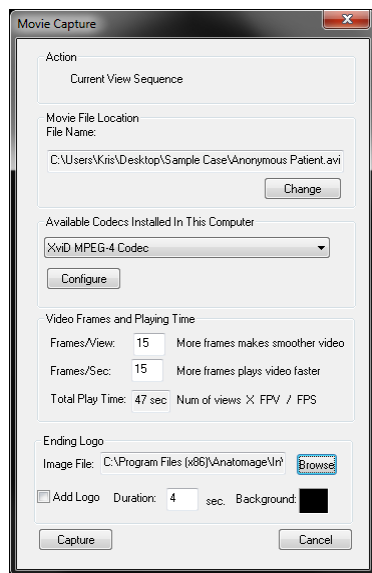 Movie Capture
Action
Current View Sequence
Movie File Location
File Name:
C:\Users\Kris\Desktop\Sample Case\Anonymous Patient.avi
Change
Available Codecs Installed In This Computer
XviD MPEG-4 Codec
Configure
Video Frames and Playing Time
Frames/View: 15 More frames makes smoother video
Frames/Sec: 15 More frames plays video faster
Total Play Time: 47 sec Num of views X FPV / FPS
Ending Logo
Image File: C:\Program Files (x86)\Anatomage\InV Browse
Add Logo Duration: 4 sec. Background:
Capture Cancel